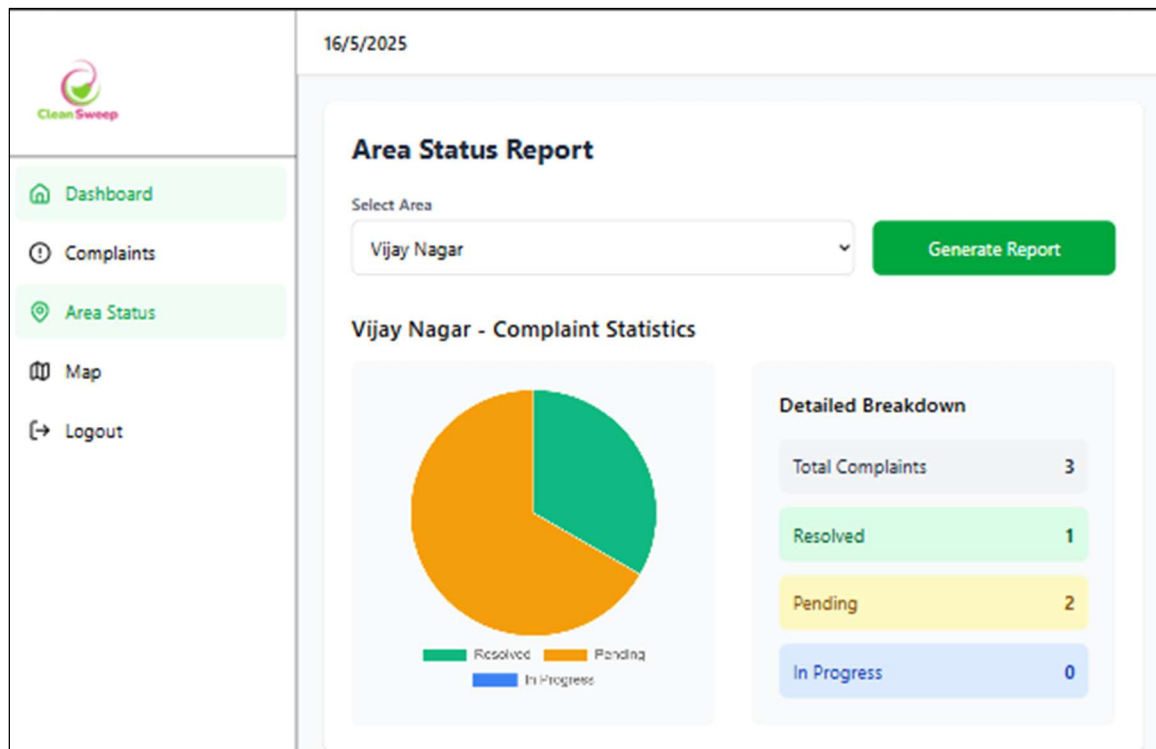 Clean Sweep
Dashboard
Complaints
Area Status
Map
Logout
16/5/2025
Area Status Report
Select Area
Vijay Nagar
Generate Report
Vijay Nagar - Complaint Statistics
Resolved Pending
In Progress
Detailed Breakdown
Total Complaints 3
Resolved 1
Pending 2
In Progress 0